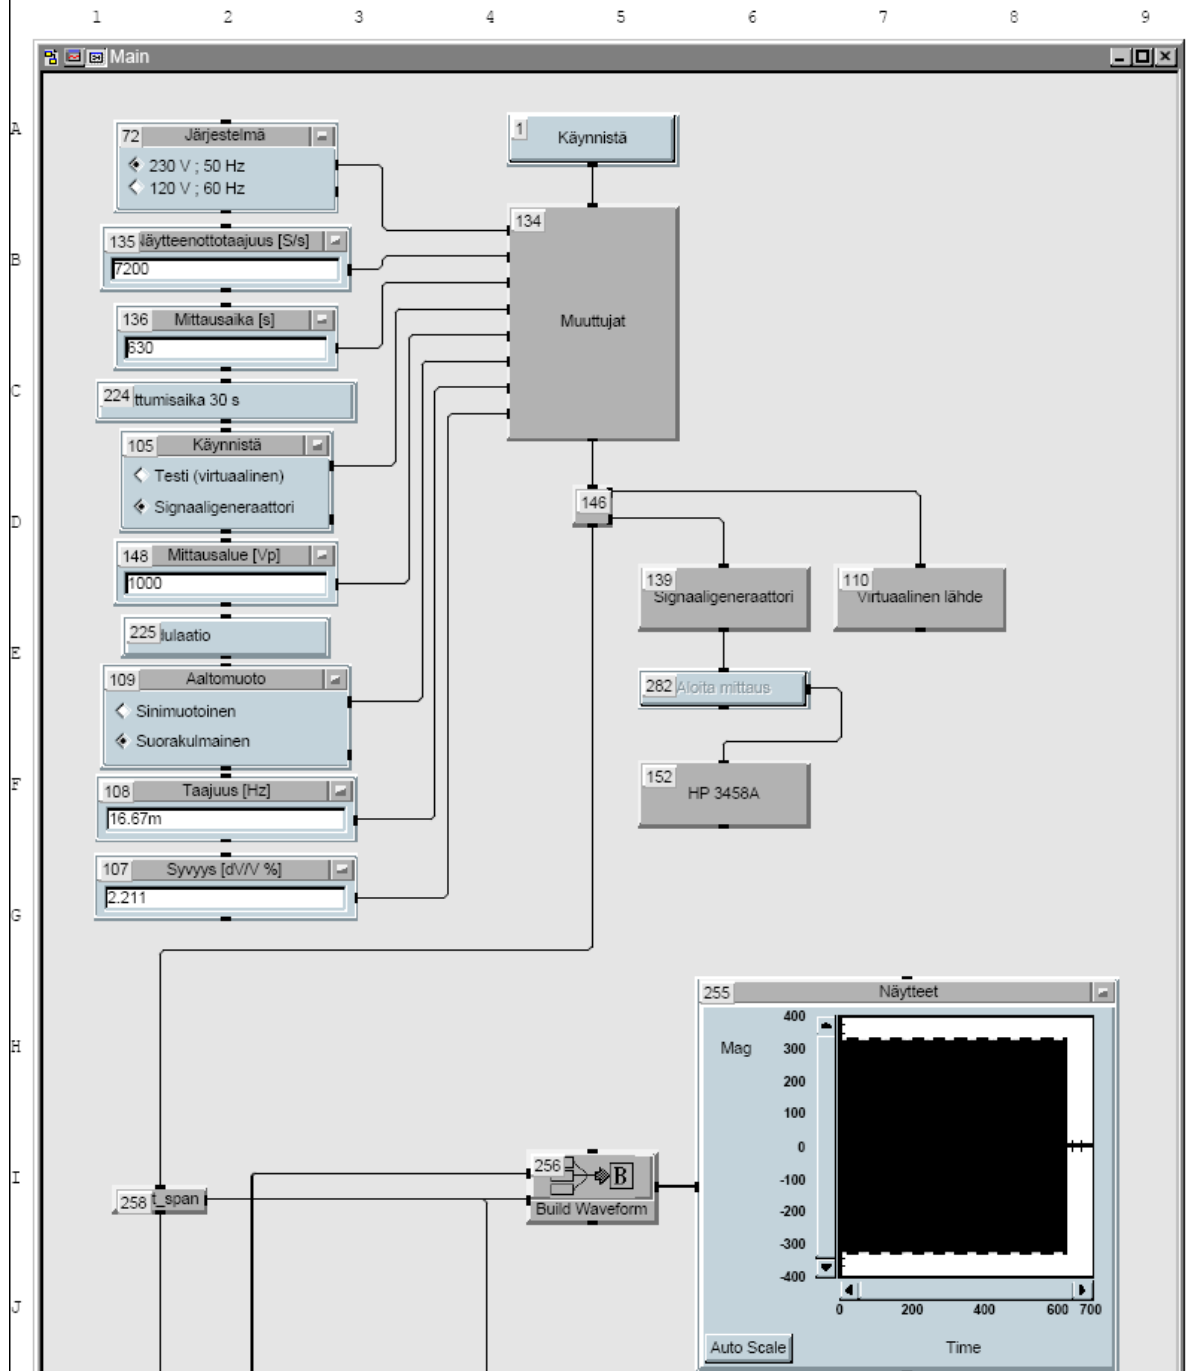 1 2 3 4 5 6 7 8 9
Main
A
72 Järjestelmä
230 V ; 50 Hz
120 V ; 60 Hz
1 Käynnistä
134
Muuttujat
B
135 Näytteenottotaajuus [S/s]
7200
136 Mittausaika [s]
630
C
224 ttumisaika 30 s
105 Käynnistä
Testi (virtuaalinen)
Signaaligeneraattori
146
D
148 Mittausalue [Vp]
1000
139
Signaaligeneraattori
110
Virtuaalinen lähde
225 lulaatio
E
109 Aaltomuoto
Sinimuotoinen
Suorakulmainen
282 Aloita mittaus
F
108 Taajuus [Hz]
16.67m
152
HP 3458A
107 Syvyys [dV/V %]
2.211
G
255 Näytteet
Mag
400
300
200
100
0
-100
-200
-300
-400
0 200 400 600 700
Auto Scale Time
H
I
256 B
Build Waveform
258 t_span
J